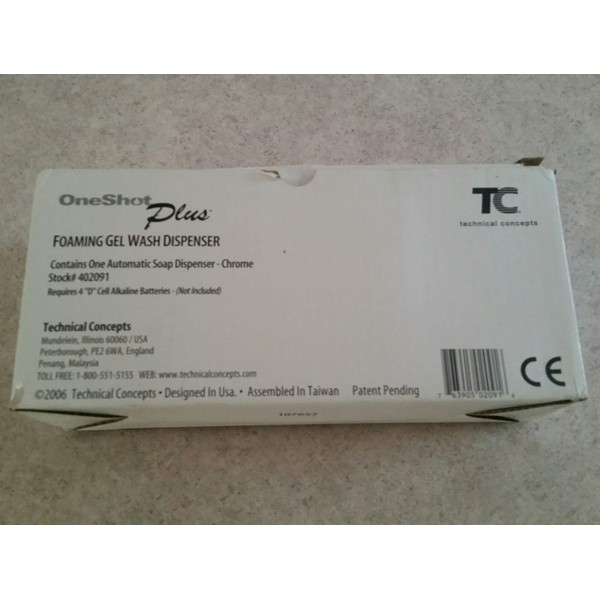 OneShot
Plus
FOAMING GEL WASH DISPENSER
Contains One Automatic Soap Dispenser - Chrome
Stock# 402091
Requires 4 "D" Cell Alkaline Batteries - (Not Included)
TC
technical concepts
Technical Concepts
Mundelein, Illinois 60060 / USA
Peterborough, PE2 6WA, England
Penang, Malaysia
TOLL FREE: 1-800-551-5155 WEB: www.technicalconcepts.com
©2006 Technical Concepts • Designed In Usa. • Assembled In Taiwan Patent Pending
7 63905 02091
CE